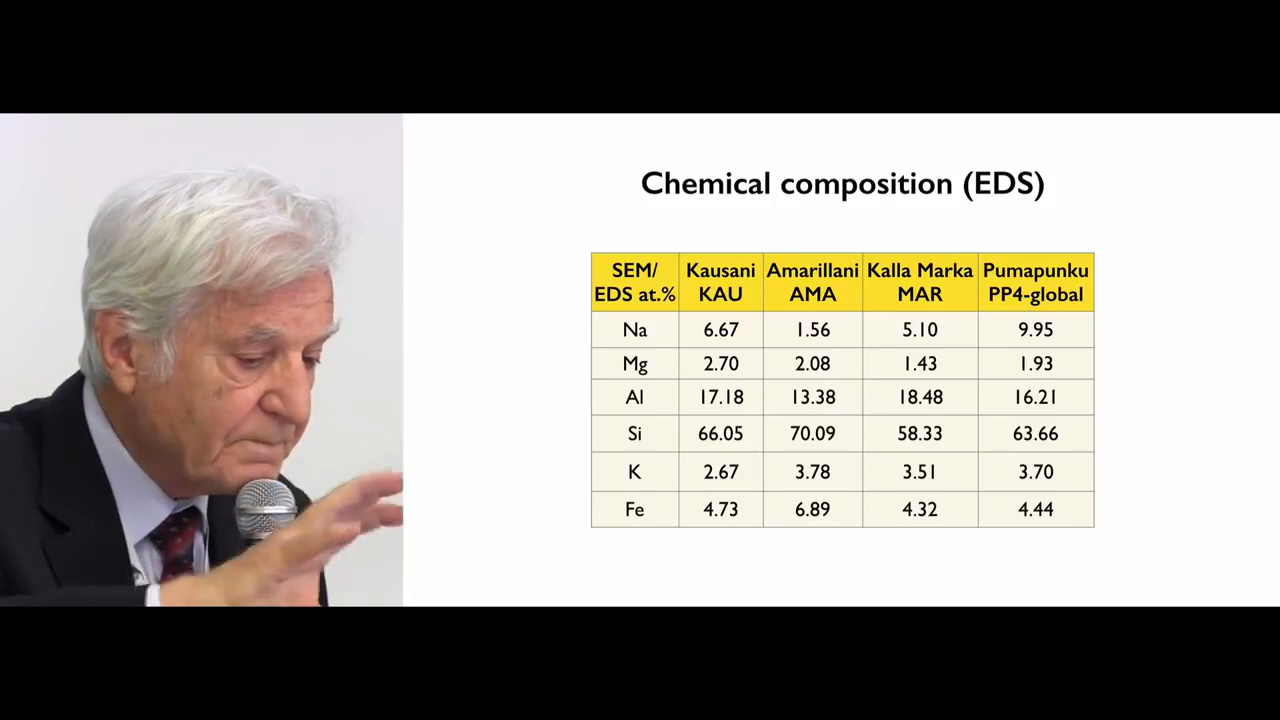 Chemical composition (EDS)
SEM/ EDS at.% Kausani KAU Amarillani AMA Kalla Marka MAR Pumapunku PP4-global
Na 6.67 1.56 5.10 9.95
Mg 2.70 2.08 1.43 1.93
Al 17.18 13.38 18.48 16.21
Si 66.05 70.09 58.33 63.66
K 2.67 3.78 3.51 3.70
Fe 4.73 6.89 4.32 4.44